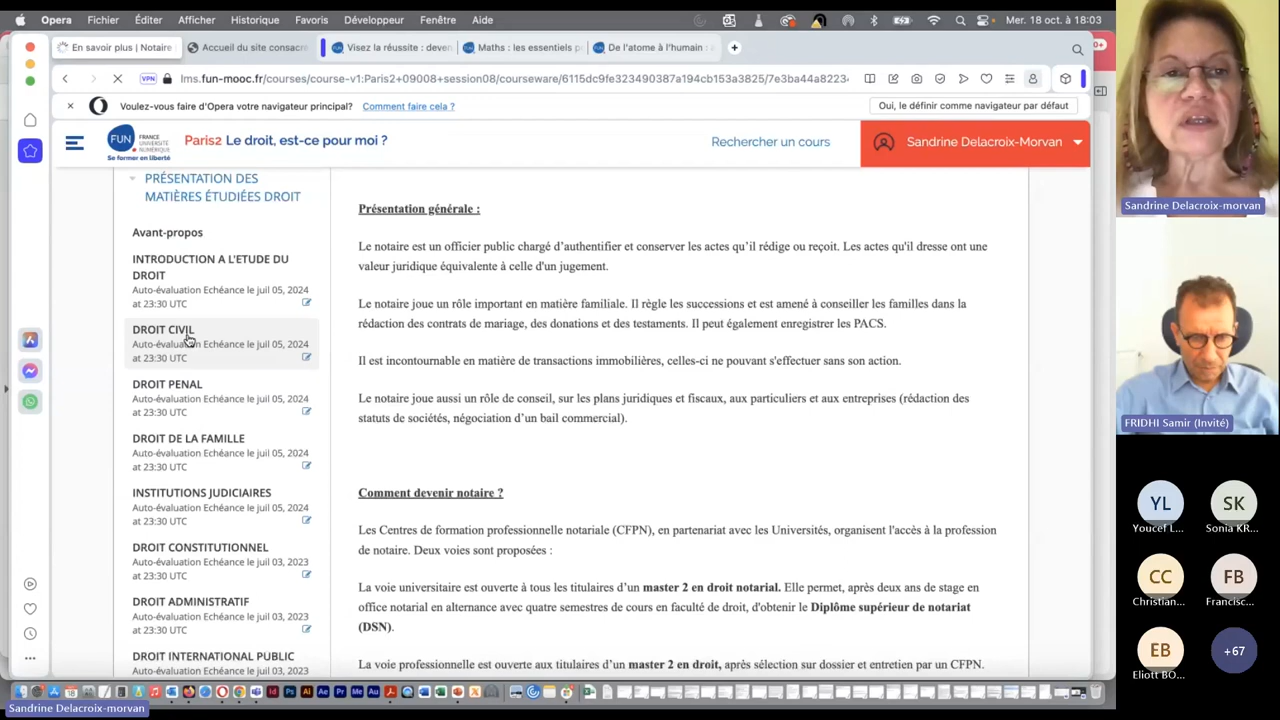 Opera Fichier Éditer Affichage Historique Favoris Développeur Fenêtre Aide
Mer. 18 oct. à 18:03
En savoir plus | Notaire
Accueil du site consacre
Visez la réussite : deven
Maths : les essentiels p
De l'atome à l'humain :
VPN lms.fun-mooc.fr/courses/course-v1:Paris2+09008+session08/courseware/6115dc9fe323490387a194cb153a3825/7e3ba44a8223
Voulez-vous faire d'Opera votre navigateur principal? Comment faire cela ?
Oui, le définir comme navigateur par défaut
FUN FRANCE UNIVERSITÉ NUMÉRIQUE
Se former en liberté
Paris2 Le droit, est-ce pour moi ?
Rechercher un cours
Sandrine Delacroix-Morvan
PRÉSENTATION DES
MATIÈRES ÉTUDIÉES DROIT
Avant-propos
INTRODUCTION A L'ETUDE DU
DROIT
Auto-évaluation Echéance le juil 05, 2024
at 23:30 UTC
DROIT CIVIL
Auto-évaluation Echéance le juil 05, 2024
at 23:30 UTC
DROIT PENAL
Auto-évaluation Echéance le juil 05, 2024
at 23:30 UTC
DROIT DE LA FAMILLE
Auto-évaluation Echéance le juil 05, 2024
at 23:30 UTC
INSTITUTIONS JUDICIAIRES
Auto-évaluation Echéance le juil 05, 2024
at 23:30 UTC
DROIT CONSTITUTIONNEL
Auto-évaluation Echéance le juil 03, 2023
at 23:30 UTC
DROIT ADMINISTRATIF
Auto-évaluation Echéance le juil 03, 2023
at 23:30 UTC
DROIT INTERNATIONAL PUBLIC
Auto-évaluation Echéance le juil 03, 2023
Présentation générale :
Le notaire est un officier public chargé d'authentifier et conserver les actes qu'il rédige ou reçoit. Les actes qu'il dresse ont une
valeur juridique équivalente à celle d'un jugement.
Le notaire joue un rôle important en matière familiale. Il règle les successions et est amené à conseiller les familles dans la
rédaction des contrats de mariage, des donations et des testaments. Il peut également enregistrer les PACS.
Il est incontournable en matière de transactions immobilières, celles-ci ne pouvant s'effectuer sans son action.
Le notaire joue aussi un rôle de conseil, sur les plans juridiques et fiscaux, aux particuliers et aux entreprises (rédaction des
statuts de sociétés, négociation d'un bail commercial).
Comment devenir notaire ?
Les Centres de formation professionnelle notariale (CFPN), en partenariat avec les Universités, organisent l'accès à la profession
de notaire. Deux voies sont proposées :
La voie universitaire est ouverte à tous les titulaires d'un master 2 en droit notarial. Elle permet, après deux ans de stage en
office notarial en alternance avec quatre semestres de cours en faculté de droit, d'obtenir le Diplôme supérieur de notariat
(DSN).
La voie professionnelle est ouverte aux titulaires d'un master 2 en droit, après sélection sur dossier et entretien par un CFPN.
Sandrine Delacroix-morvan
FRIDHI Samir (Invité)
YL
Youcef L...
SK
Sonia KR...
CC
Christian...
FB
Francisc...
EB
Eliott BO...
+67
Sandrine Delacroix-morvan